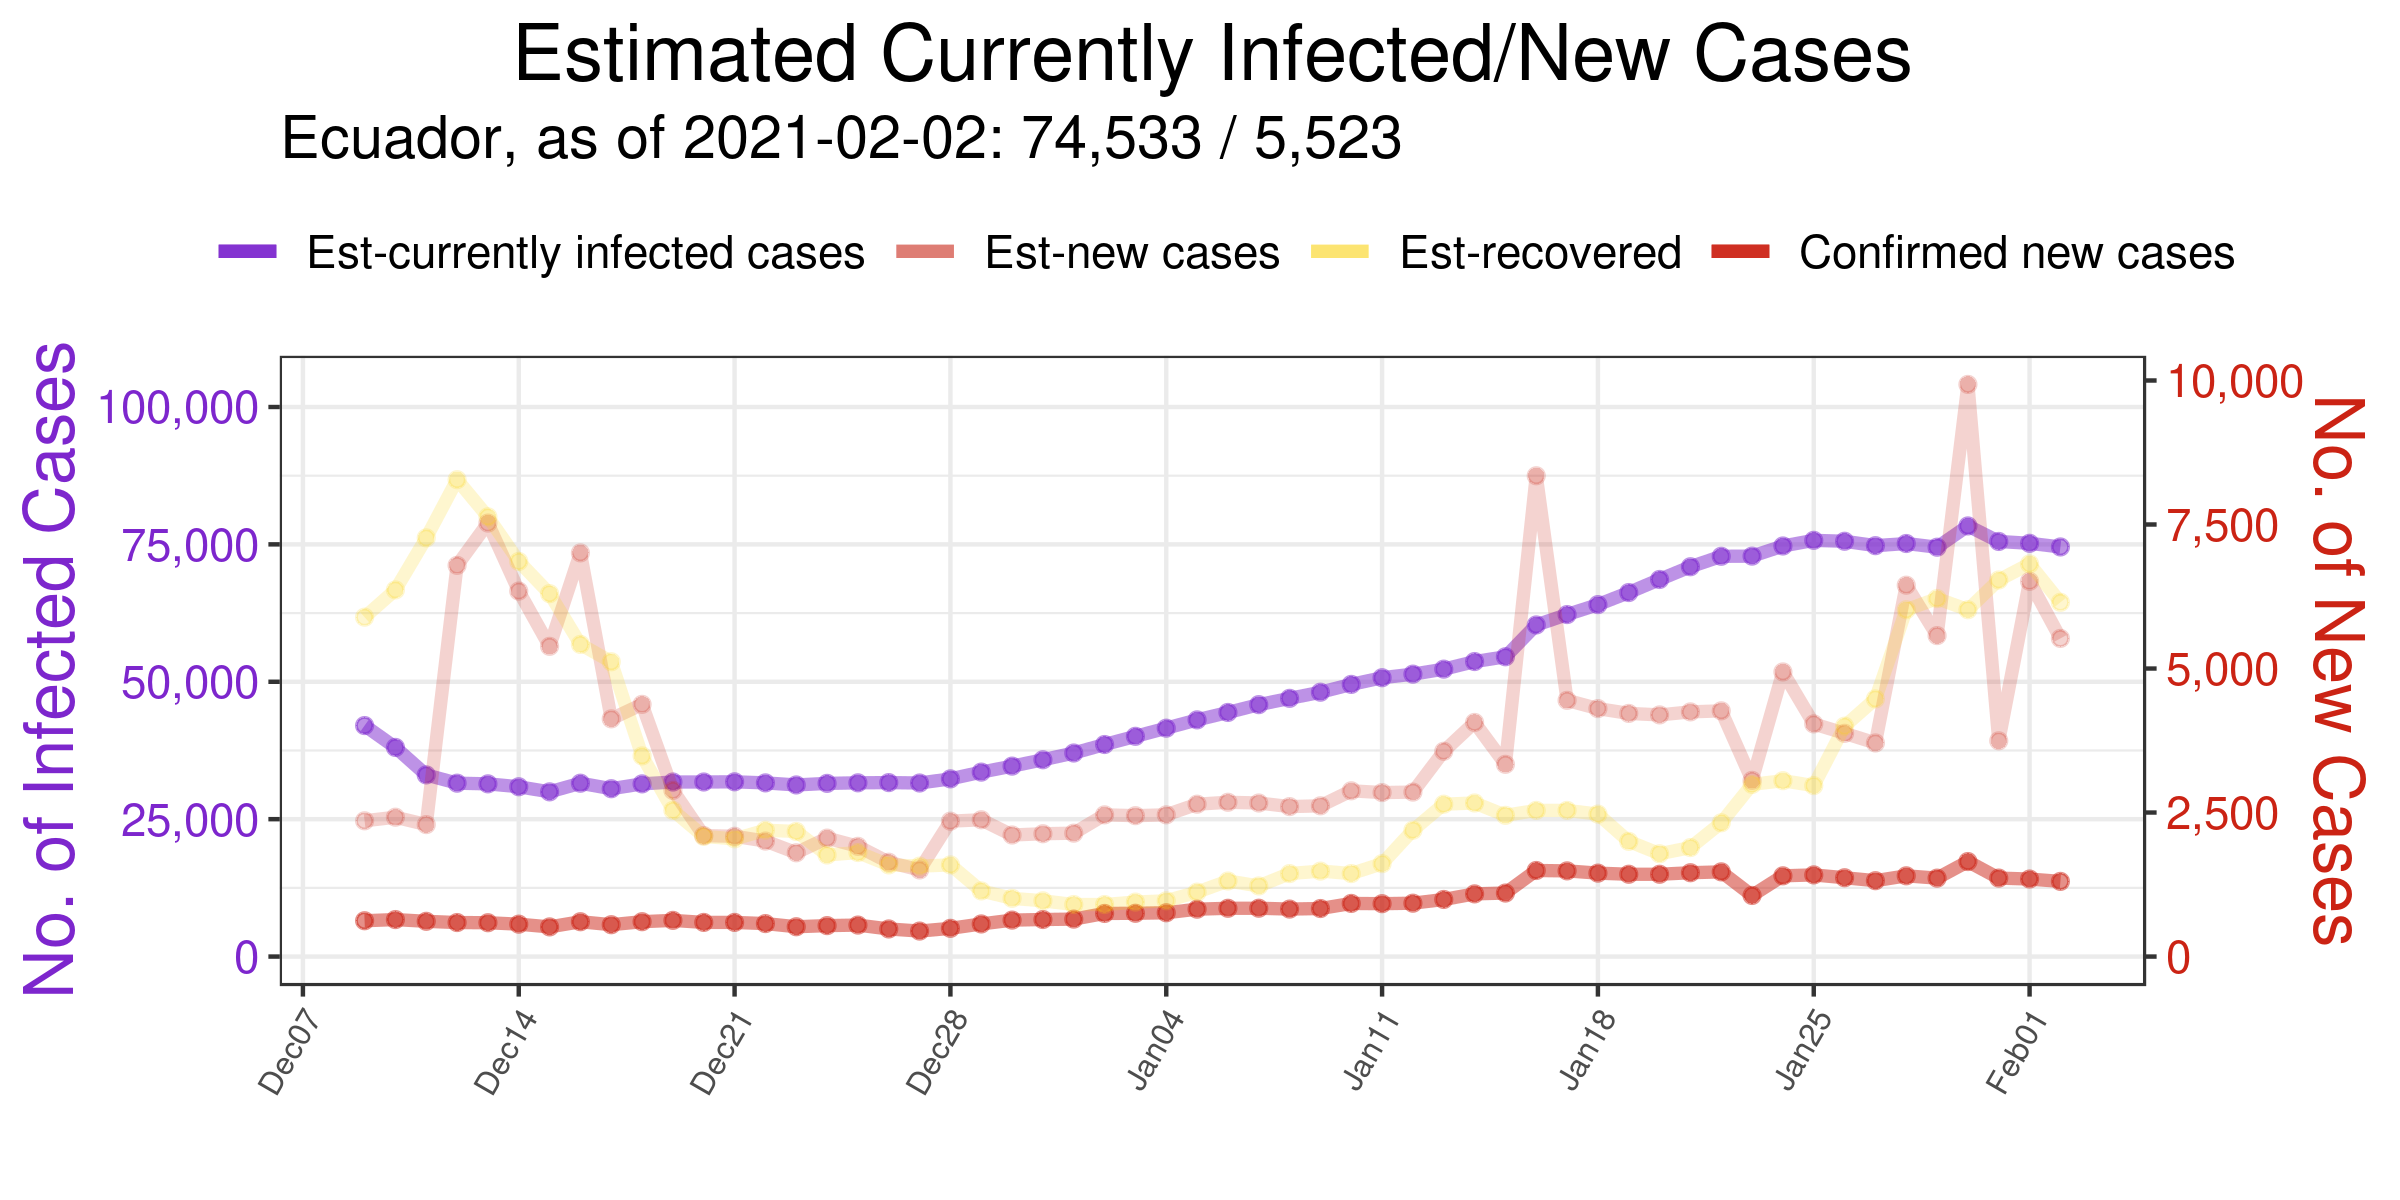 Estimated Currently Infected/New Cases
Ecuador, as of 2021-02-02: 74,533 / 5,523
Est-currently infected cases Est-new cases Est-recovered Confirmed new cases
No. of Infected Cases
100,000
75,000
50,000
25,000
0
10,000
7,500
5,000
2,500
0
No. of New Cases
Dec07 Dec14 Dec21 Dec28 Jan04 Jan11 Jan18 Jan25 Feb01